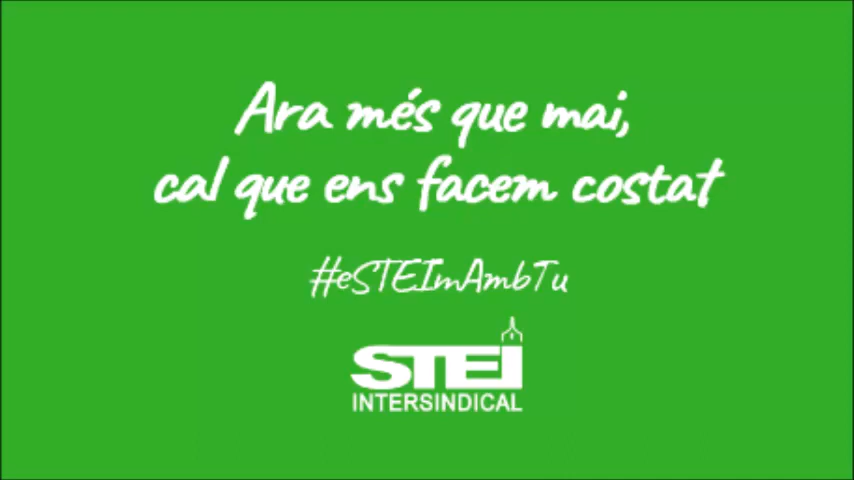 Ara més que mai,
cal que ens facem costat
#eSTEImAmbTu
STEI
INTERSINDICAL